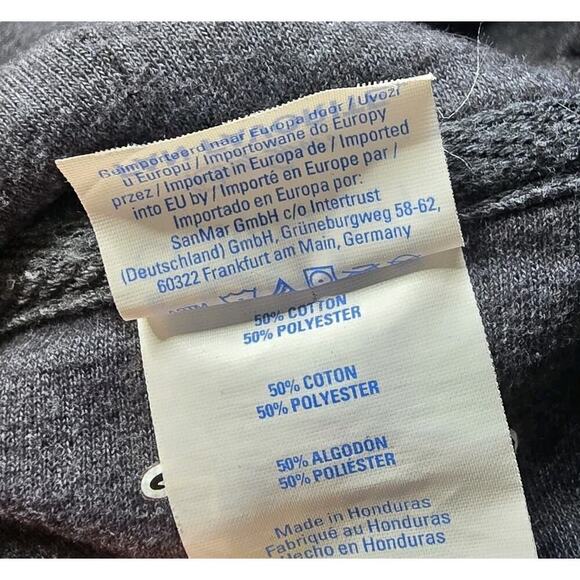 Geïmporteerd naar Europa door / Uvozi
u Europu / Importowane do Europy
przez / Importat in Europa de / Imported
into EU by / Importé en Europe par /
Importado en Europa por:
SanMar GmbH c/o Intertrust
(Deutschland) GmbH, Grüneburgweg 58-62,
60322 Frankfurt am Main, Germany
ASTM
50% COTTON
50% POLYESTER
50% COTON
50% POLYESTER
50% ALGODÓN
50% POLIÉSTER
Made in Honduras
Fabriqué au Honduras
Hecho en Honduras